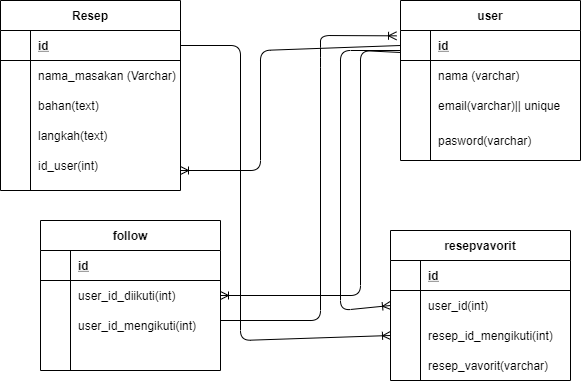 Resep
id
nama_masakan (Varchar)
bahan(text)
langkah(text)
id_user(int)
user
id
nama (varchar)
email(varchar)|| unique
pasword(varchar)
follow
id
user_id_diikuti(int)
user_id_mengikuti(int)
resepvavorit
id
user_id(int)
resep_id_mengikuti(int)
resep_vavorit(varchar)